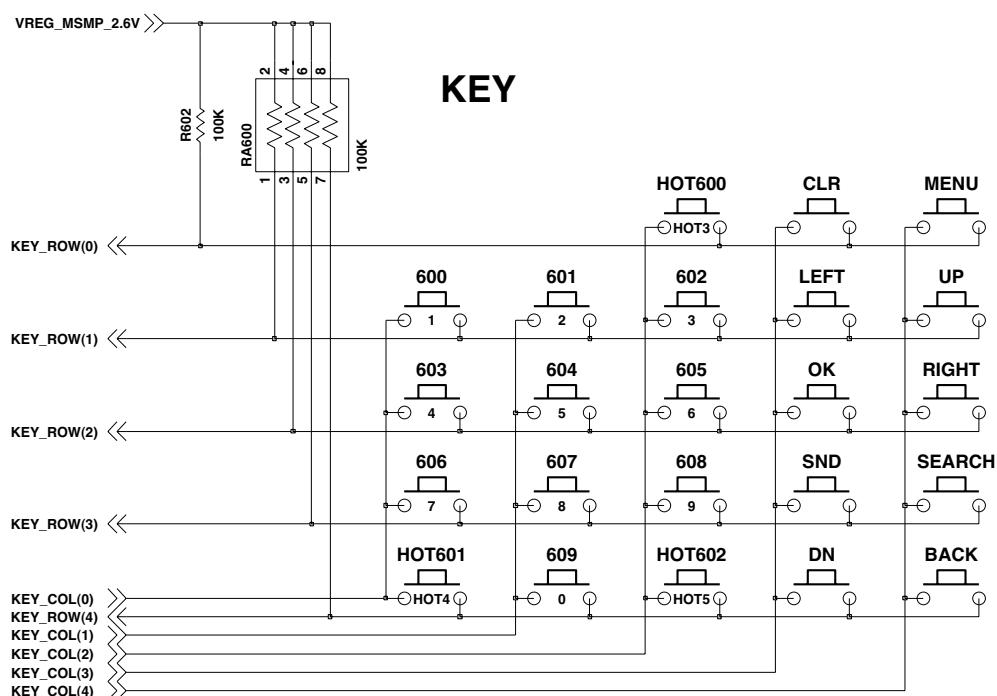 VREG_MSMP_2.6V
2 4 6 8
KEY
R602
100K
RA600
100K
1 3 5 7
HOT600 CLR MENU
HOT3
KEY_ROW(0)
600 601 602 LEFT UP
1 2 3
KEY_ROW(1)
603 604 605 OK RIGHT
4 5 6
KEY_ROW(2)
606 607 608 SND SEARCH
7 8 9
KEY_ROW(3)
HOT601 609 HOT602 DN BACK
KEY_COL(0) HOT4 0 HOT5
KEY_ROW(4)
KEY_COL(1)
KEY_COL(2)
KEY_COL(3)
KEY_COL(4)